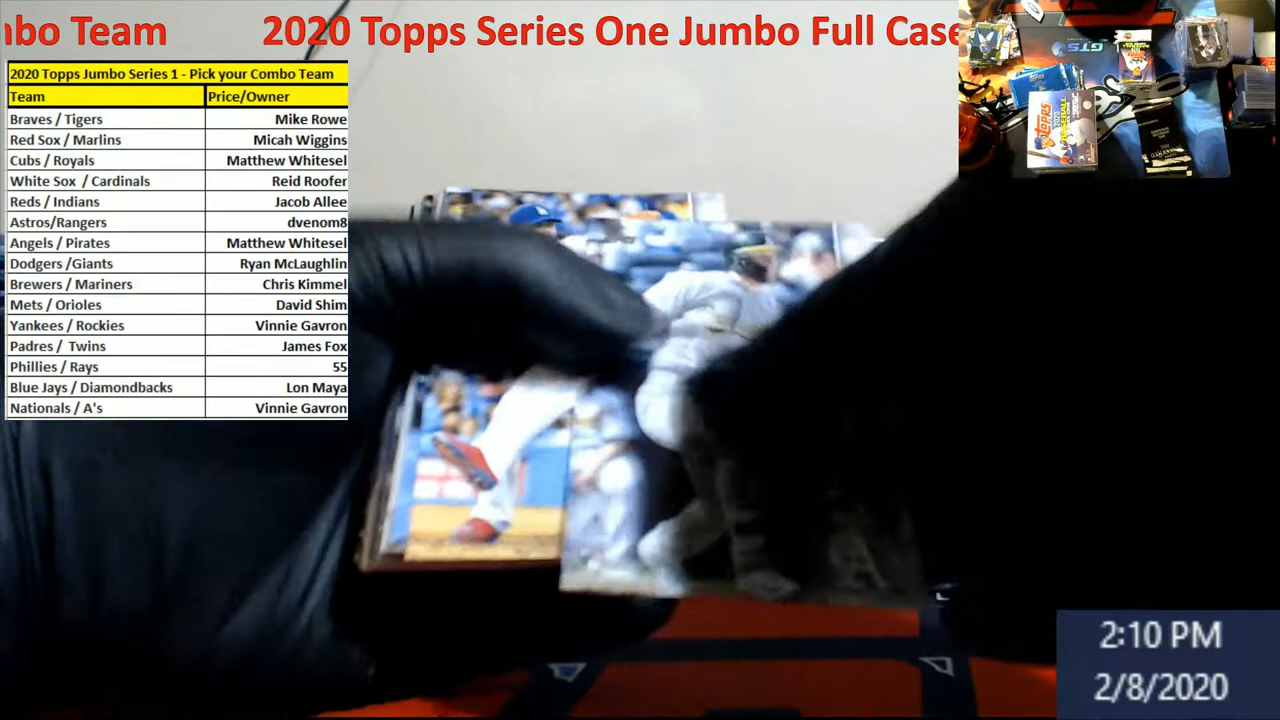 2020 Topps Series One Jumbo Full Case
Team
2020 Topps Jumbo Series 1 - Pick your Combo Team
Team Price/Owner
Braves / Tigers Mike Rowe
Red Sox / Marlins Micah Wiggins
Cubs / Royals Matthew Whitesel
White Sox / Cardinals Reid Roofer
Reds / Indians Jacob Allee
Astros/Rangers dvenom8
Angels / Pirates Matthew Whitesel
Dodgers /Giants Ryan McLaughlin
Brewers / Mariners Chris Kimmel
Mets / Orioles David Shim
Yankees / Rockies Vinnie Gavron
Padres / Twins James Fox
Phillies / Rays 55
Blue Jays / Diamondbacks Lon Maya
Nationals / A's Vinnie Gavron
GTS
Topps
2020
BASEBALL
2:10 PM
2/8/2020